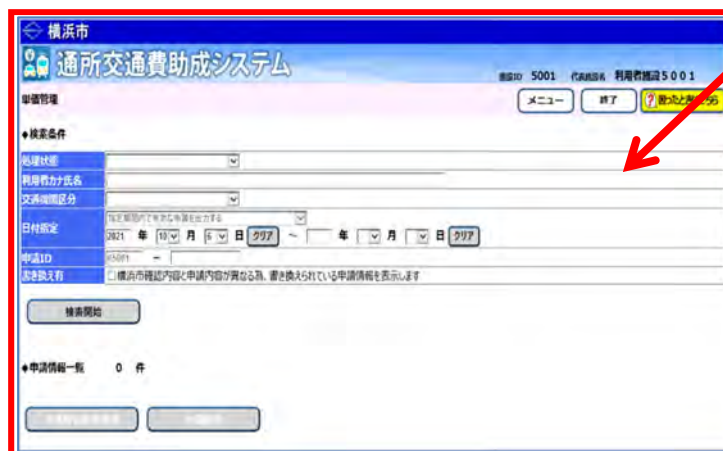 横浜市
通所交通費助成システム
施設ID 5001 代表施設名 利用者施設5001
単価管理
メニュー 終了 ? 困ったときはこちら
◆検索条件
処理状態
利用者カナ氏名
交通機関区分
日付指定
指定期間内で有効な申請を出力する
2021 年 10 月 6 日 クリア ~ 年 月 日 クリア
申請ID
K5001 -
書き換え有
横浜市確認内容と申請内容が異なる為、書き換えられている申請情報を表示します
検索開始
◆申請情報一覧 0 件